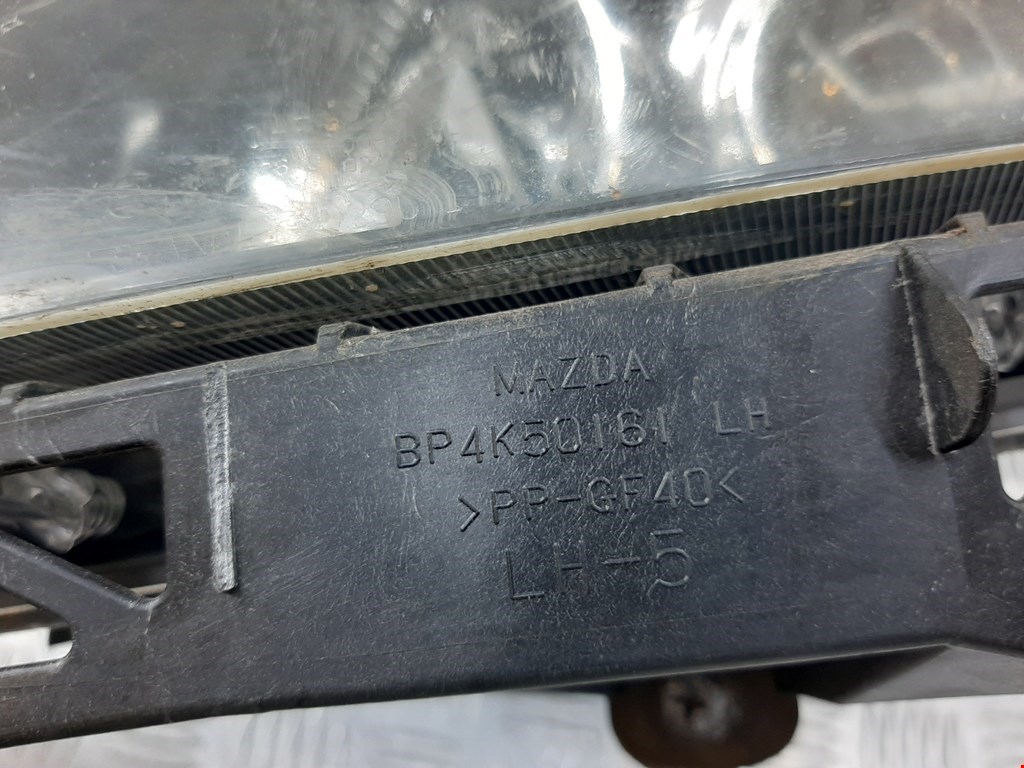 MAZDA
BP4K50161 LH
>PP-GF40<
LH-5